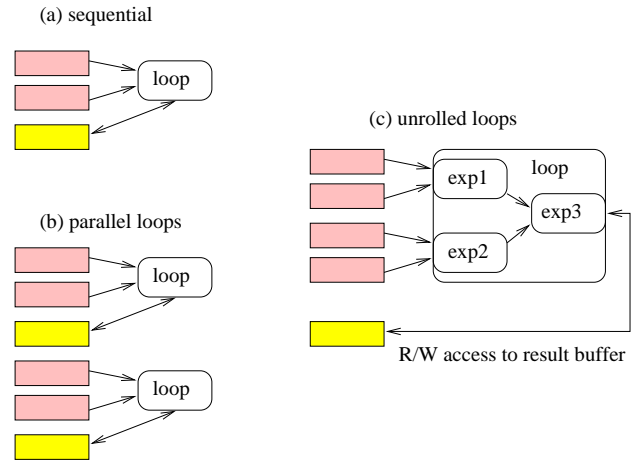 (a) sequential
loop
(b) parallel loops
loop
loop
(c) unrolled loops
loop
exp1
exp3
exp2
R/W access to result buffer